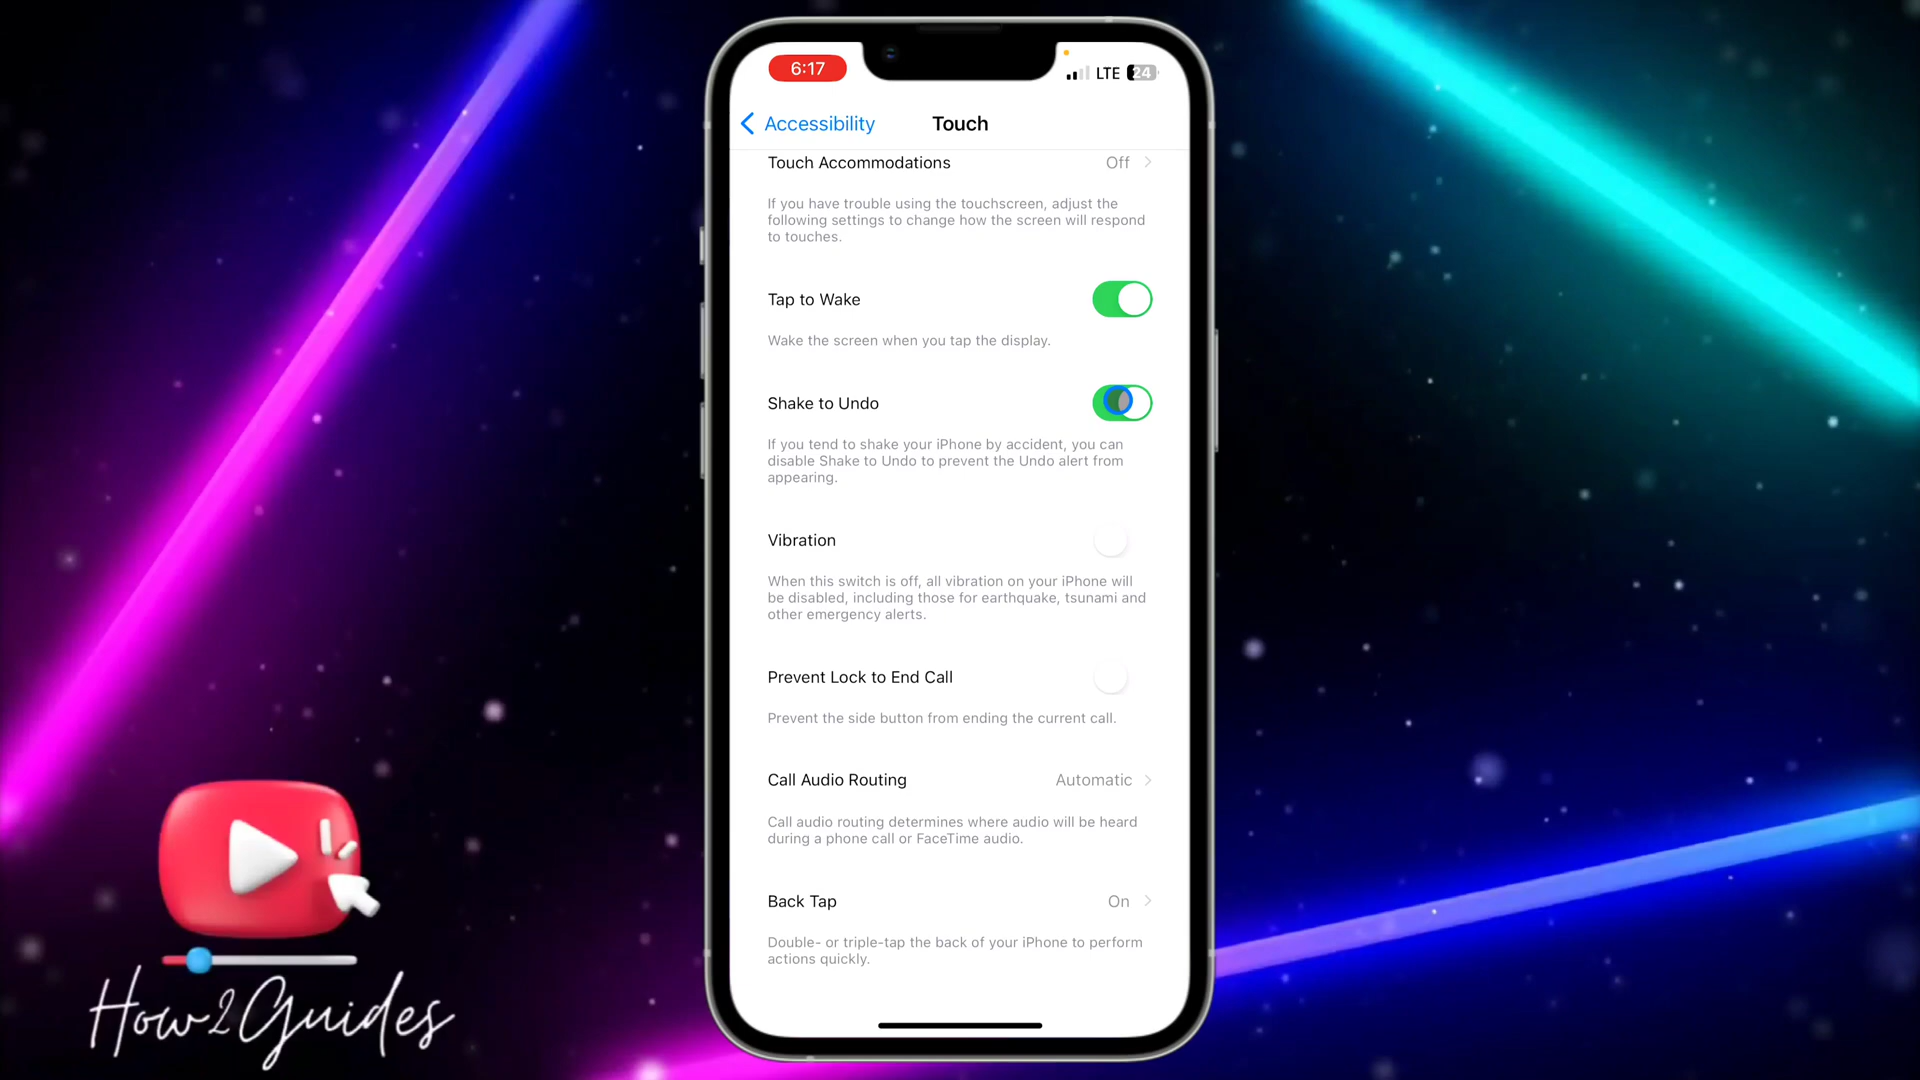 6:17
LTE 24
Accessibility
Touch
Touch Accommodations Off
If you have trouble using the touchscreen, adjust the
following settings to change how the screen will respond
to touches.
Tap to Wake
Wake the screen when you tap the display.
Shake to Undo
If you tend to shake your iPhone by accident, you can
disable Shake to Undo to prevent the Undo alert from
appearing.
Vibration
When this switch is off, all vibration on your iPhone will
be disabled, including those for earthquake, tsunami and
other emergency alerts.
Prevent Lock to End Call
Prevent the side button from ending the current call.
Call Audio Routing Automatic
Call audio routing determines where audio will be heard
during a phone call or FaceTime audio.
Back Tap On
Double- or triple-tap the back of your iPhone to perform
actions quickly.
How2Guides